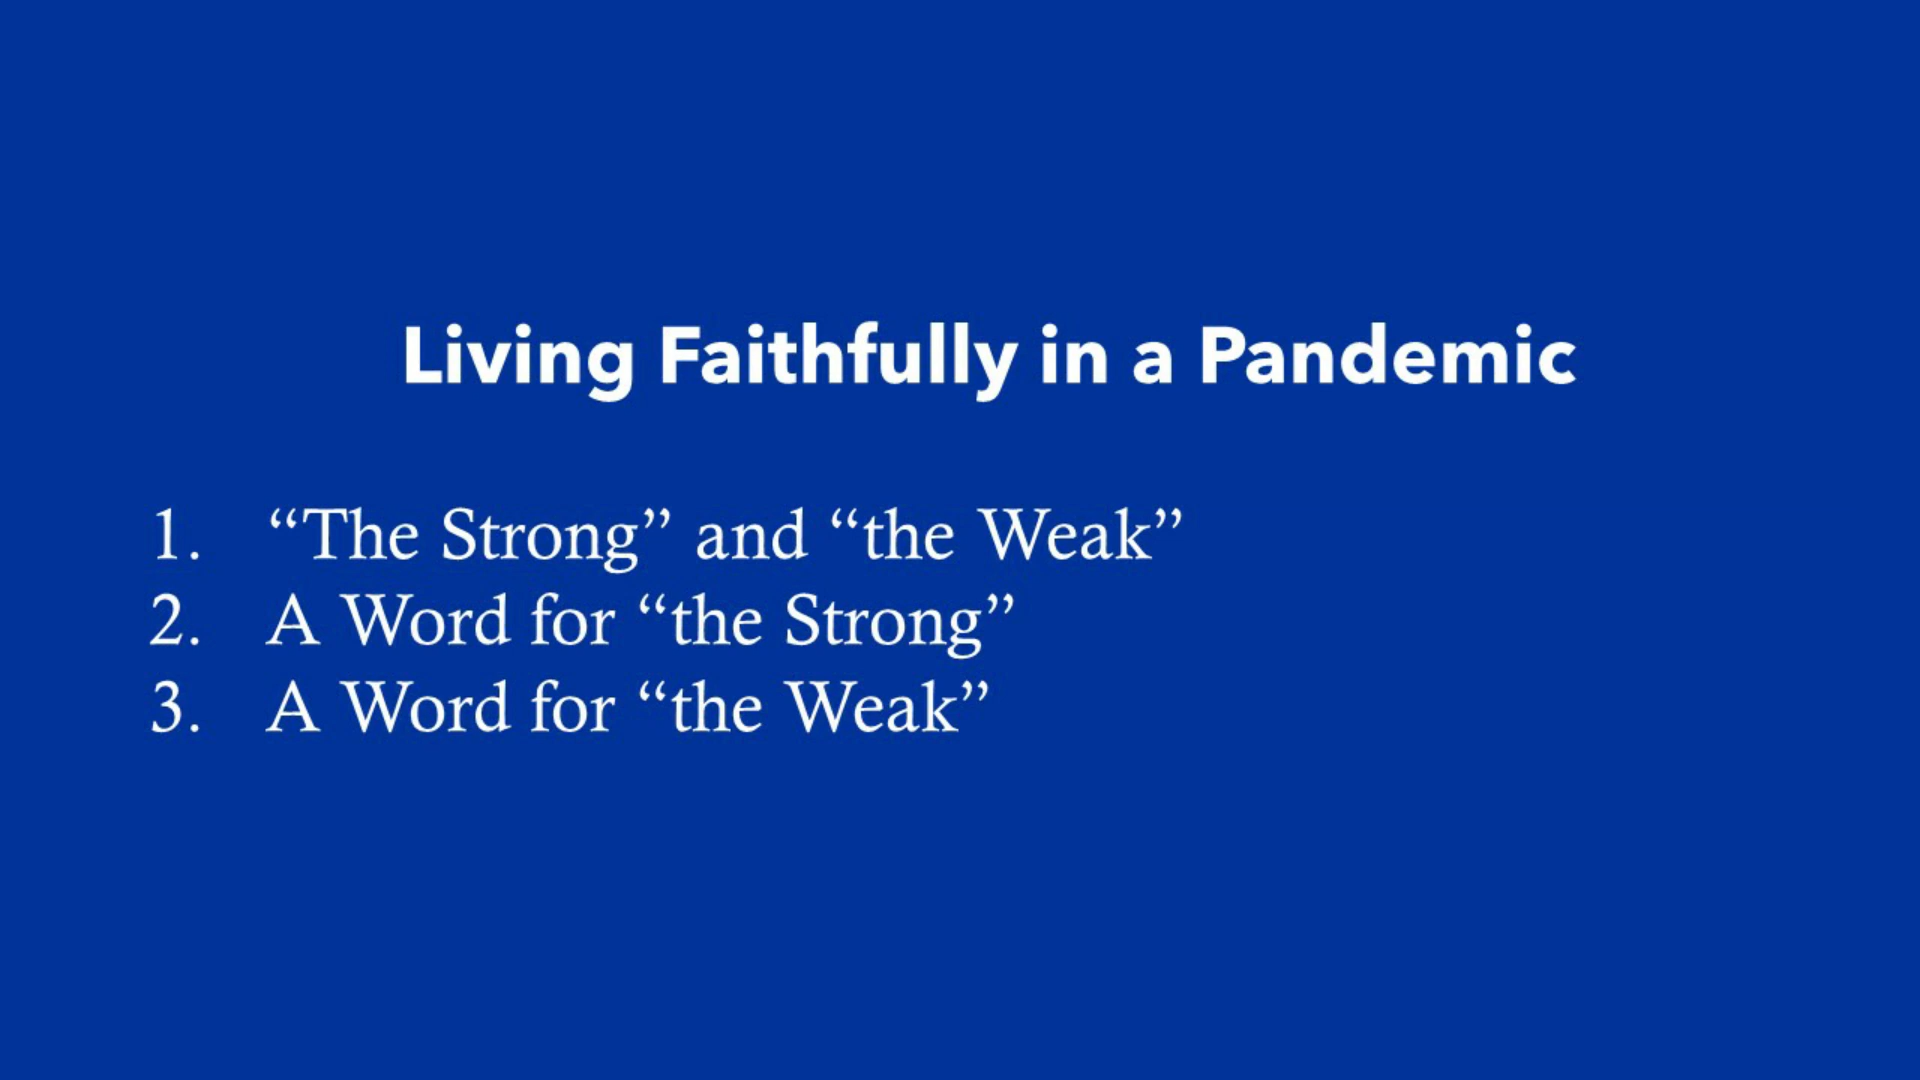 Living Faithfully in a Pandemic
1. “The Strong” and “the Weak”
2. A Word for “the Strong”
3. A Word for “the Weak”